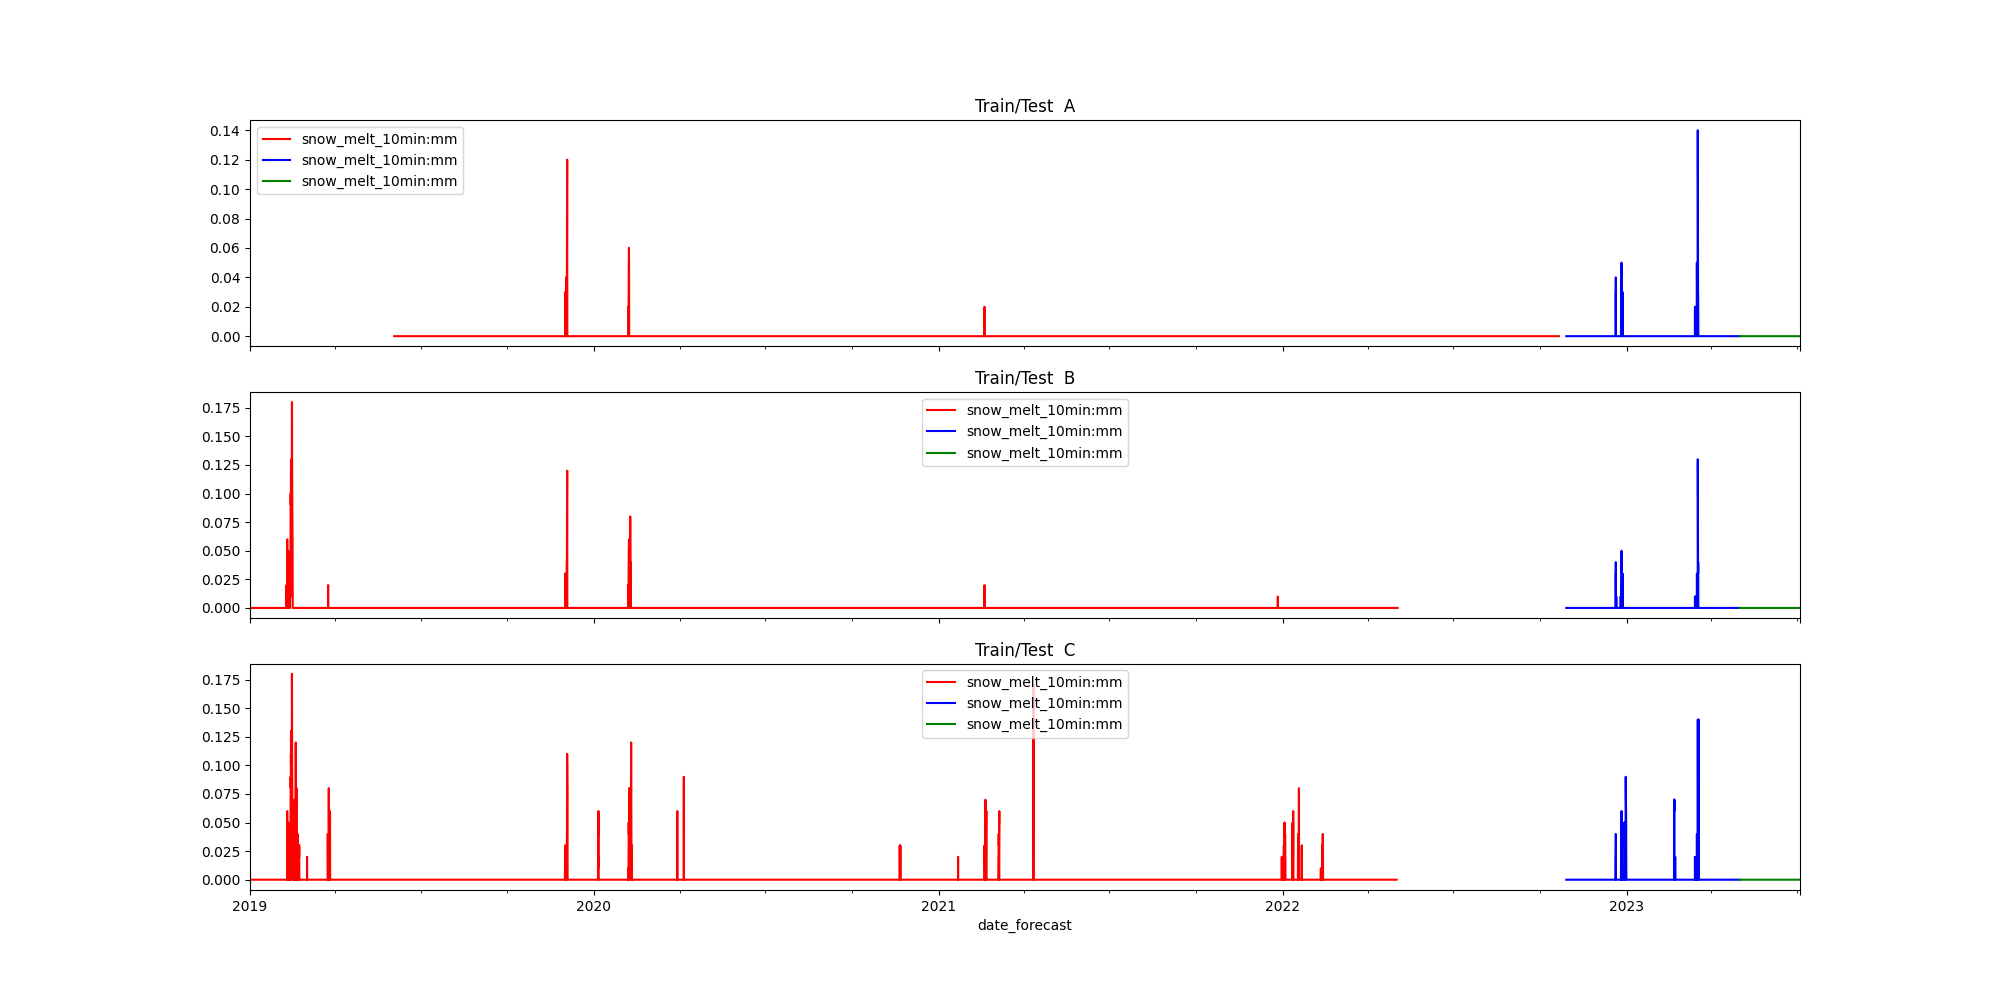 Train/Test A
0.14
0.12
0.10
0.08
0.06
0.04
0.02
0.00
snow_melt_10min:mm
snow_melt_10min:mm
snow_melt_10min:mm
Train/Test B
0.175
0.150
0.125
0.100
0.075
0.050
0.025
0.000
snow_melt_10min:mm
snow_melt_10min:mm
snow_melt_10min:mm
Train/Test C
0.175
0.150
0.125
0.100
0.075
0.050
0.025
0.000
snow_melt_10min:mm
snow_melt_10min:mm
snow_melt_10min:mm
2019 2020 2021 2022 2023
date_forecast